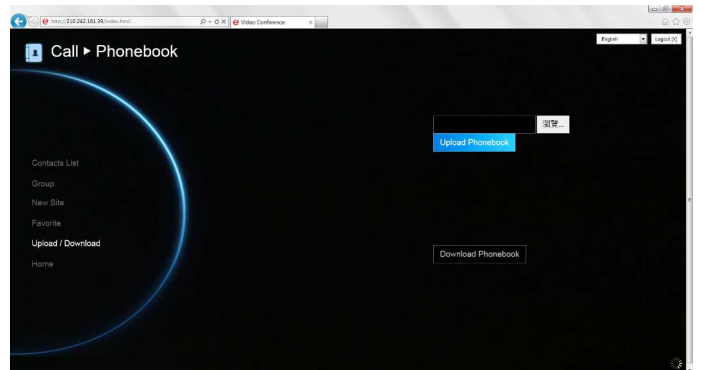 http://210.242.161.39/index.html
Video Conference
Call ▸ Phonebook
English
Logout [X]
瀏覽...
Upload Phonebook
Contacts List
Group
New Site
Favorite
Upload / Download
Download Phonebook
Home